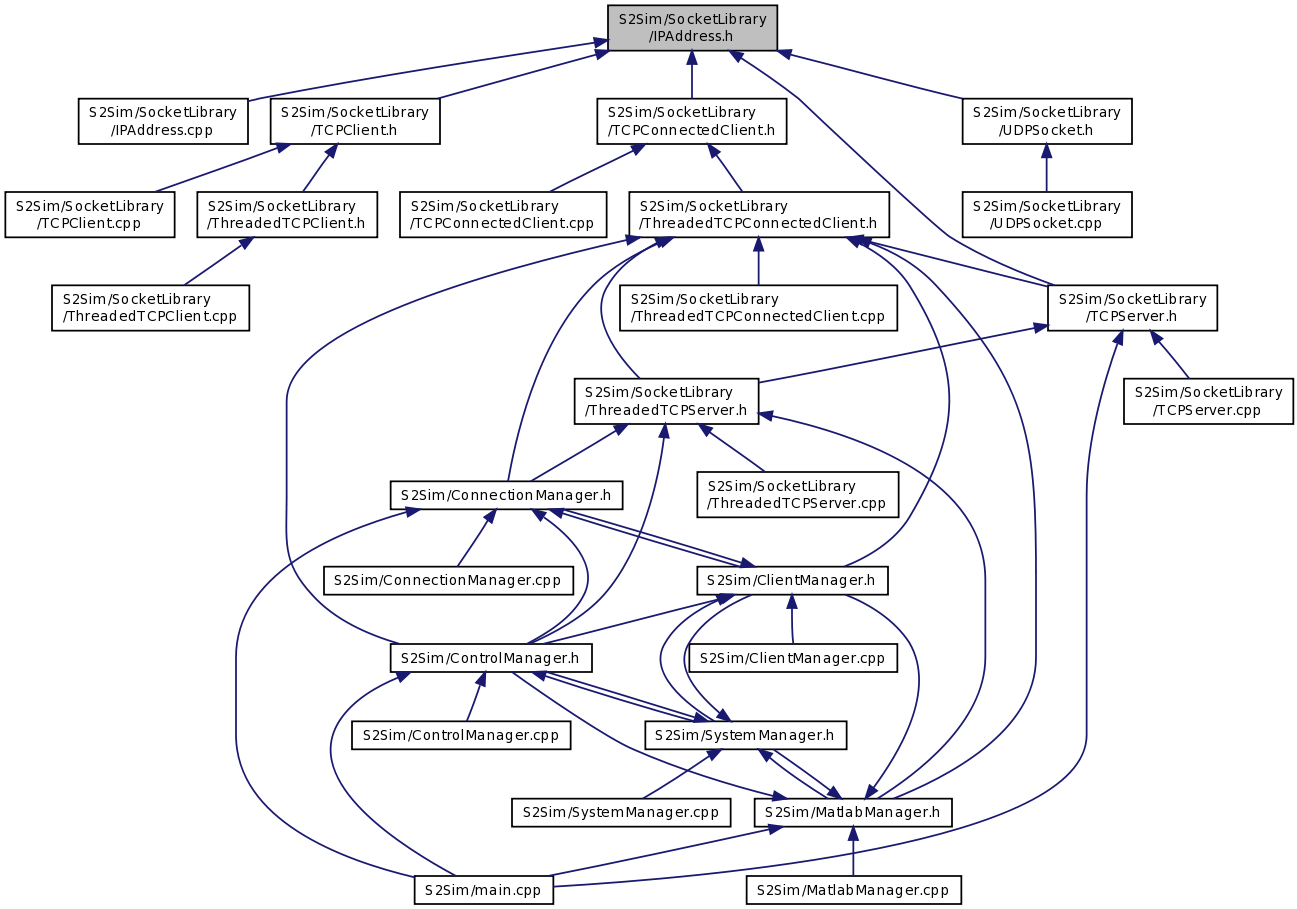 S2Sim/SocketLibrary
/IPAddress.h
S2Sim/SocketLibrary
/IPAddress.cpp
S2Sim/SocketLibrary
/TCPClient.h
S2Sim/SocketLibrary
/TCPConnectedClient.h
S2Sim/SocketLibrary
/UDPSocket.h
S2Sim/SocketLibrary
/TCPClient.cpp
S2Sim/SocketLibrary
/ThreadedTCPClient.h
S2Sim/SocketLibrary
/TCPConnectedClient.cpp
S2Sim/SocketLibrary
/ThreadedTCPConnectedClient.h
S2Sim/SocketLibrary
/UDPSocket.cpp
S2Sim/SocketLibrary
/ThreadedTCPClient.cpp
S2Sim/SocketLibrary
/ThreadedTCPConnectedClient.cpp
S2Sim/SocketLibrary
/TCPServer.h
S2Sim/SocketLibrary
/ThreadedTCPServer.h
S2Sim/SocketLibrary
/TCPServer.cpp
S2Sim/ConnectionManager.h
S2Sim/SocketLibrary
/ThreadedTCPServer.cpp
S2Sim/ConnectionManager.cpp
S2Sim/ClientManager.h
S2Sim/ControlManager.h
S2Sim/ClientManager.cpp
S2Sim/ControlManager.cpp
S2Sim/SystemManager.h
S2Sim/SystemManager.cpp
S2Sim/MatlabManager.h
S2Sim/main.cpp
S2Sim/MatlabManager.cpp